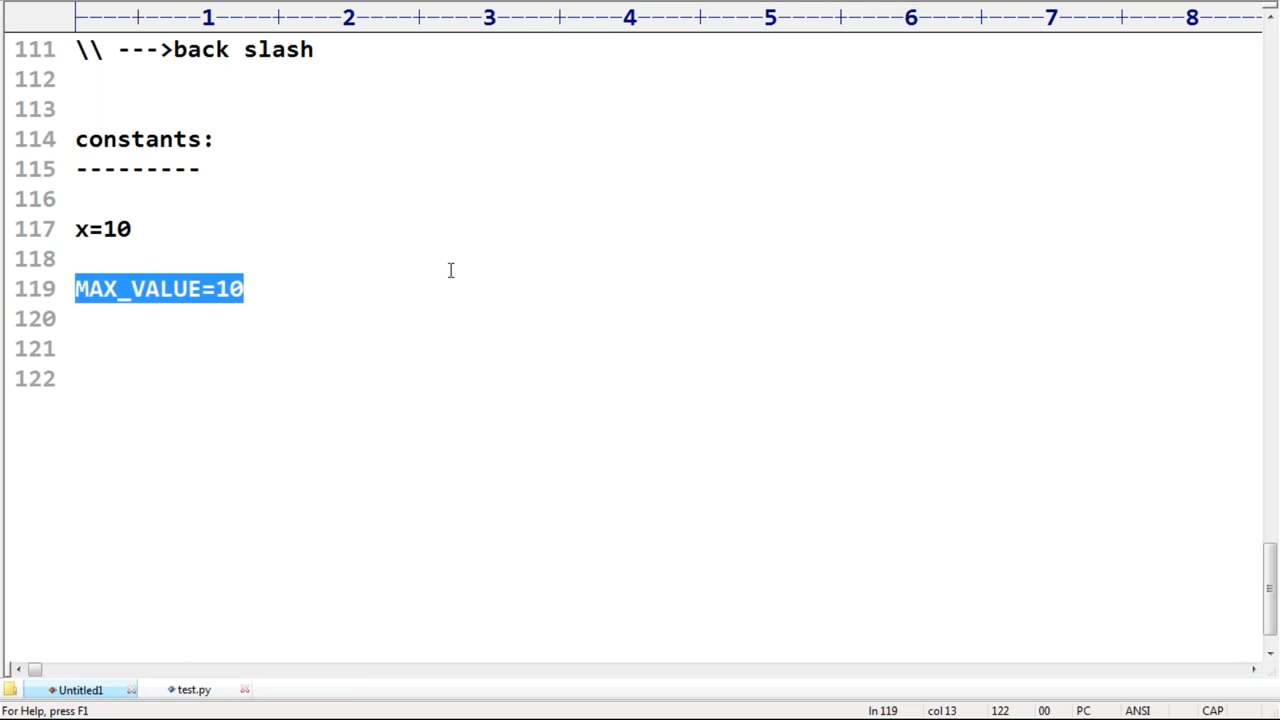 1 2 3 4 5 6 7 8
111 \\ --->back slash
112
113
114 constants:
115 ---------
116
117 x=10
118
119 MAX_VALUE=10
120
121
122
Untitled1 test.py
For Help, press F1 ln 119 col 13 122 00 PC ANSI CAP